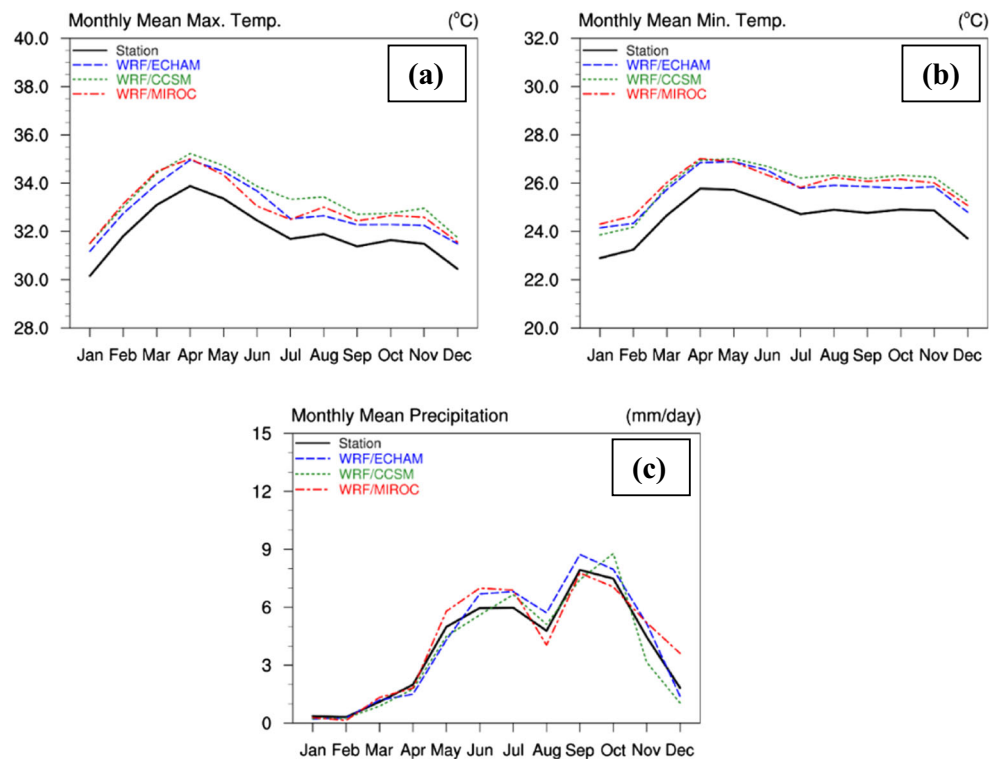 Monthly Mean Max. Temp. (°C)
40.0
38.0
36.0
34.0
32.0
30.0
28.0
Station
WRF/ECHAM
WRF/CCSM
WRF/MIROC
(a)
Jan Feb Mar Apr May Jun Jul Aug Sep Oct Nov Dec
Monthly Mean Min. Temp. (°C)
32.0
30.0
28.0
26.0
24.0
22.0
20.0
Station
WRF/ECHAM
WRF/CCSM
WRF/MIROC
(b)
Jan Feb Mar Apr May Jun Jul Aug Sep Oct Nov Dec
Monthly Mean Precipitation (mm/day)
15
12
9
6
3
0
Station
WRF/ECHAM
WRF/CCSM
WRF/MIROC
(c)
Jan Feb Mar Apr May Jun Jul Aug Sep Oct Nov Dec